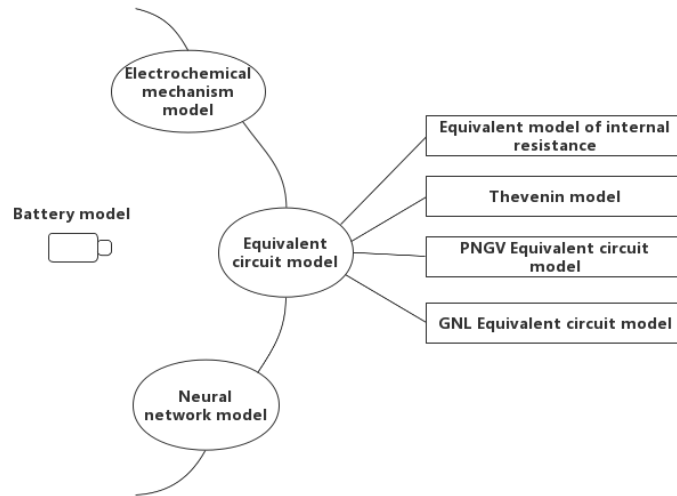 Electrochemical
mechanism
model
Equivalent model of internal
resistance
Thevenin model
Battery model
Equivalent
circuit model
PNGV Equivalent circuit
model
GNL Equivalent circuit model
Neural
network model